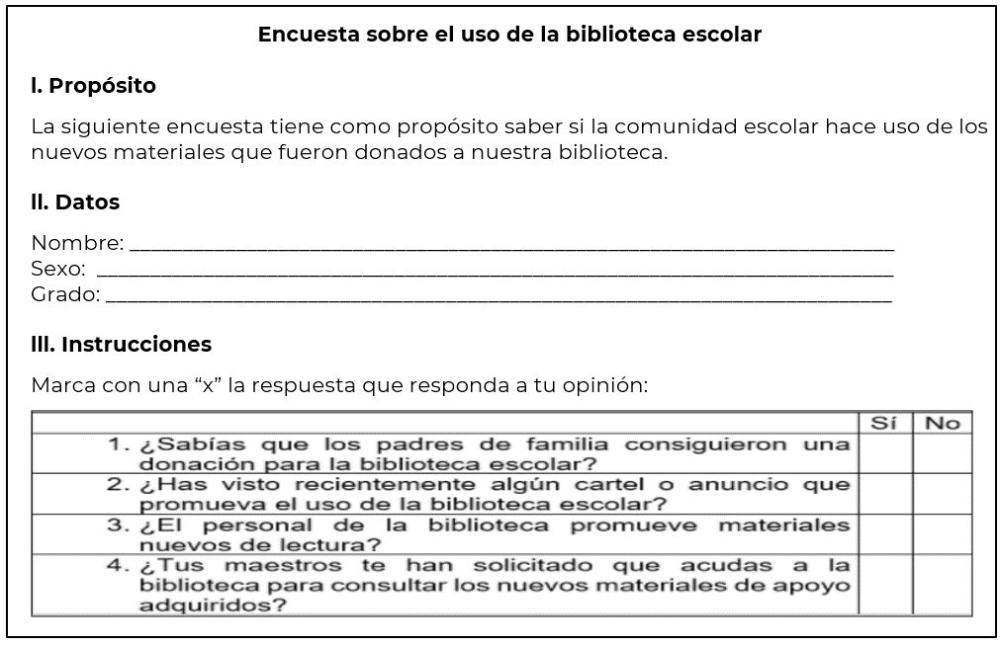 Encuesta sobre el uso de la biblioteca escolar
I. Propósito
La siguiente encuesta tiene como propósito saber si la comunidad escolar hace uso de los
nuevos materiales que fueron donados a nuestra biblioteca.
II. Datos
Nombre: ____________________
Sexo: ____________________
Grado: ____________________
III. Instrucciones
Marca con una “x” la respuesta que responda a tu opinión:
Sí No
1. ¿Sabías que los padres de familia consiguieron una
donación para la biblioteca escolar?
2. ¿Has visto recientemente algún cartel o anuncio que
promueva el uso de la biblioteca escolar?
3. ¿El personal de la biblioteca promueve materiales
nuevos de lectura?
4. ¿Tus maestros te han solicitado que acudas a la
biblioteca para consultar los nuevos materiales de apoyo
adquiridos?